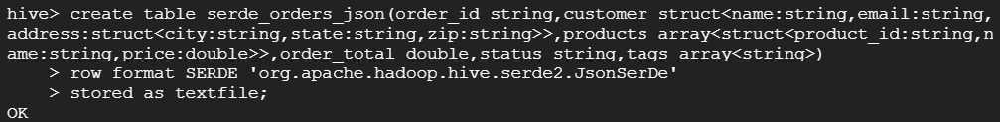 hive> create table serde_orders_json(order_id string,customer struct<name:string,email:string,
address:struct<city:string,state:string,zip:string>>,products array<struct<product_id:string,n
ame:string,price:double>>,order_total double,status string,tags array<string>)
    > row format SERDE 'org.apache.hadoop.hive.serde2.JsonSerDe'
    > stored as textfile;
OK